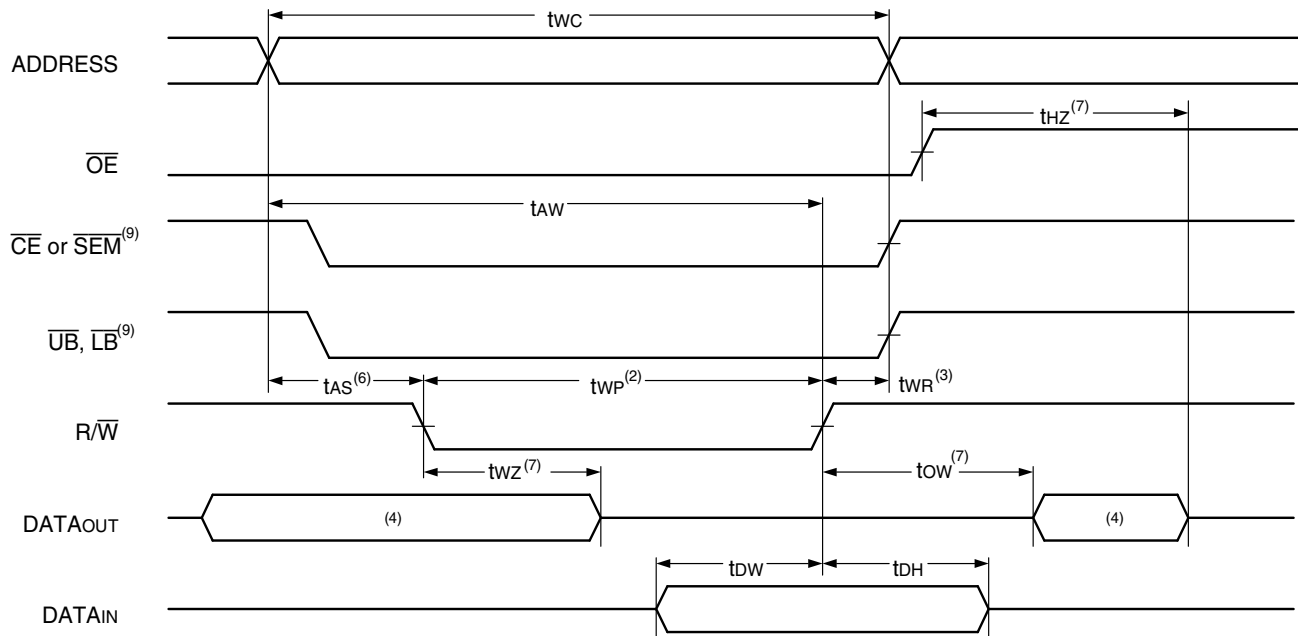 tWC
ADDRESS
tHZ(7)
OE
tAW
CE or SEM(9)
UB, LB(9)
tAS(6) tWP(2) tWR(3)
R/W
tWZ(7) tOW(7)
DATAOUT (4) (4)
tDW tDH
DATAIN